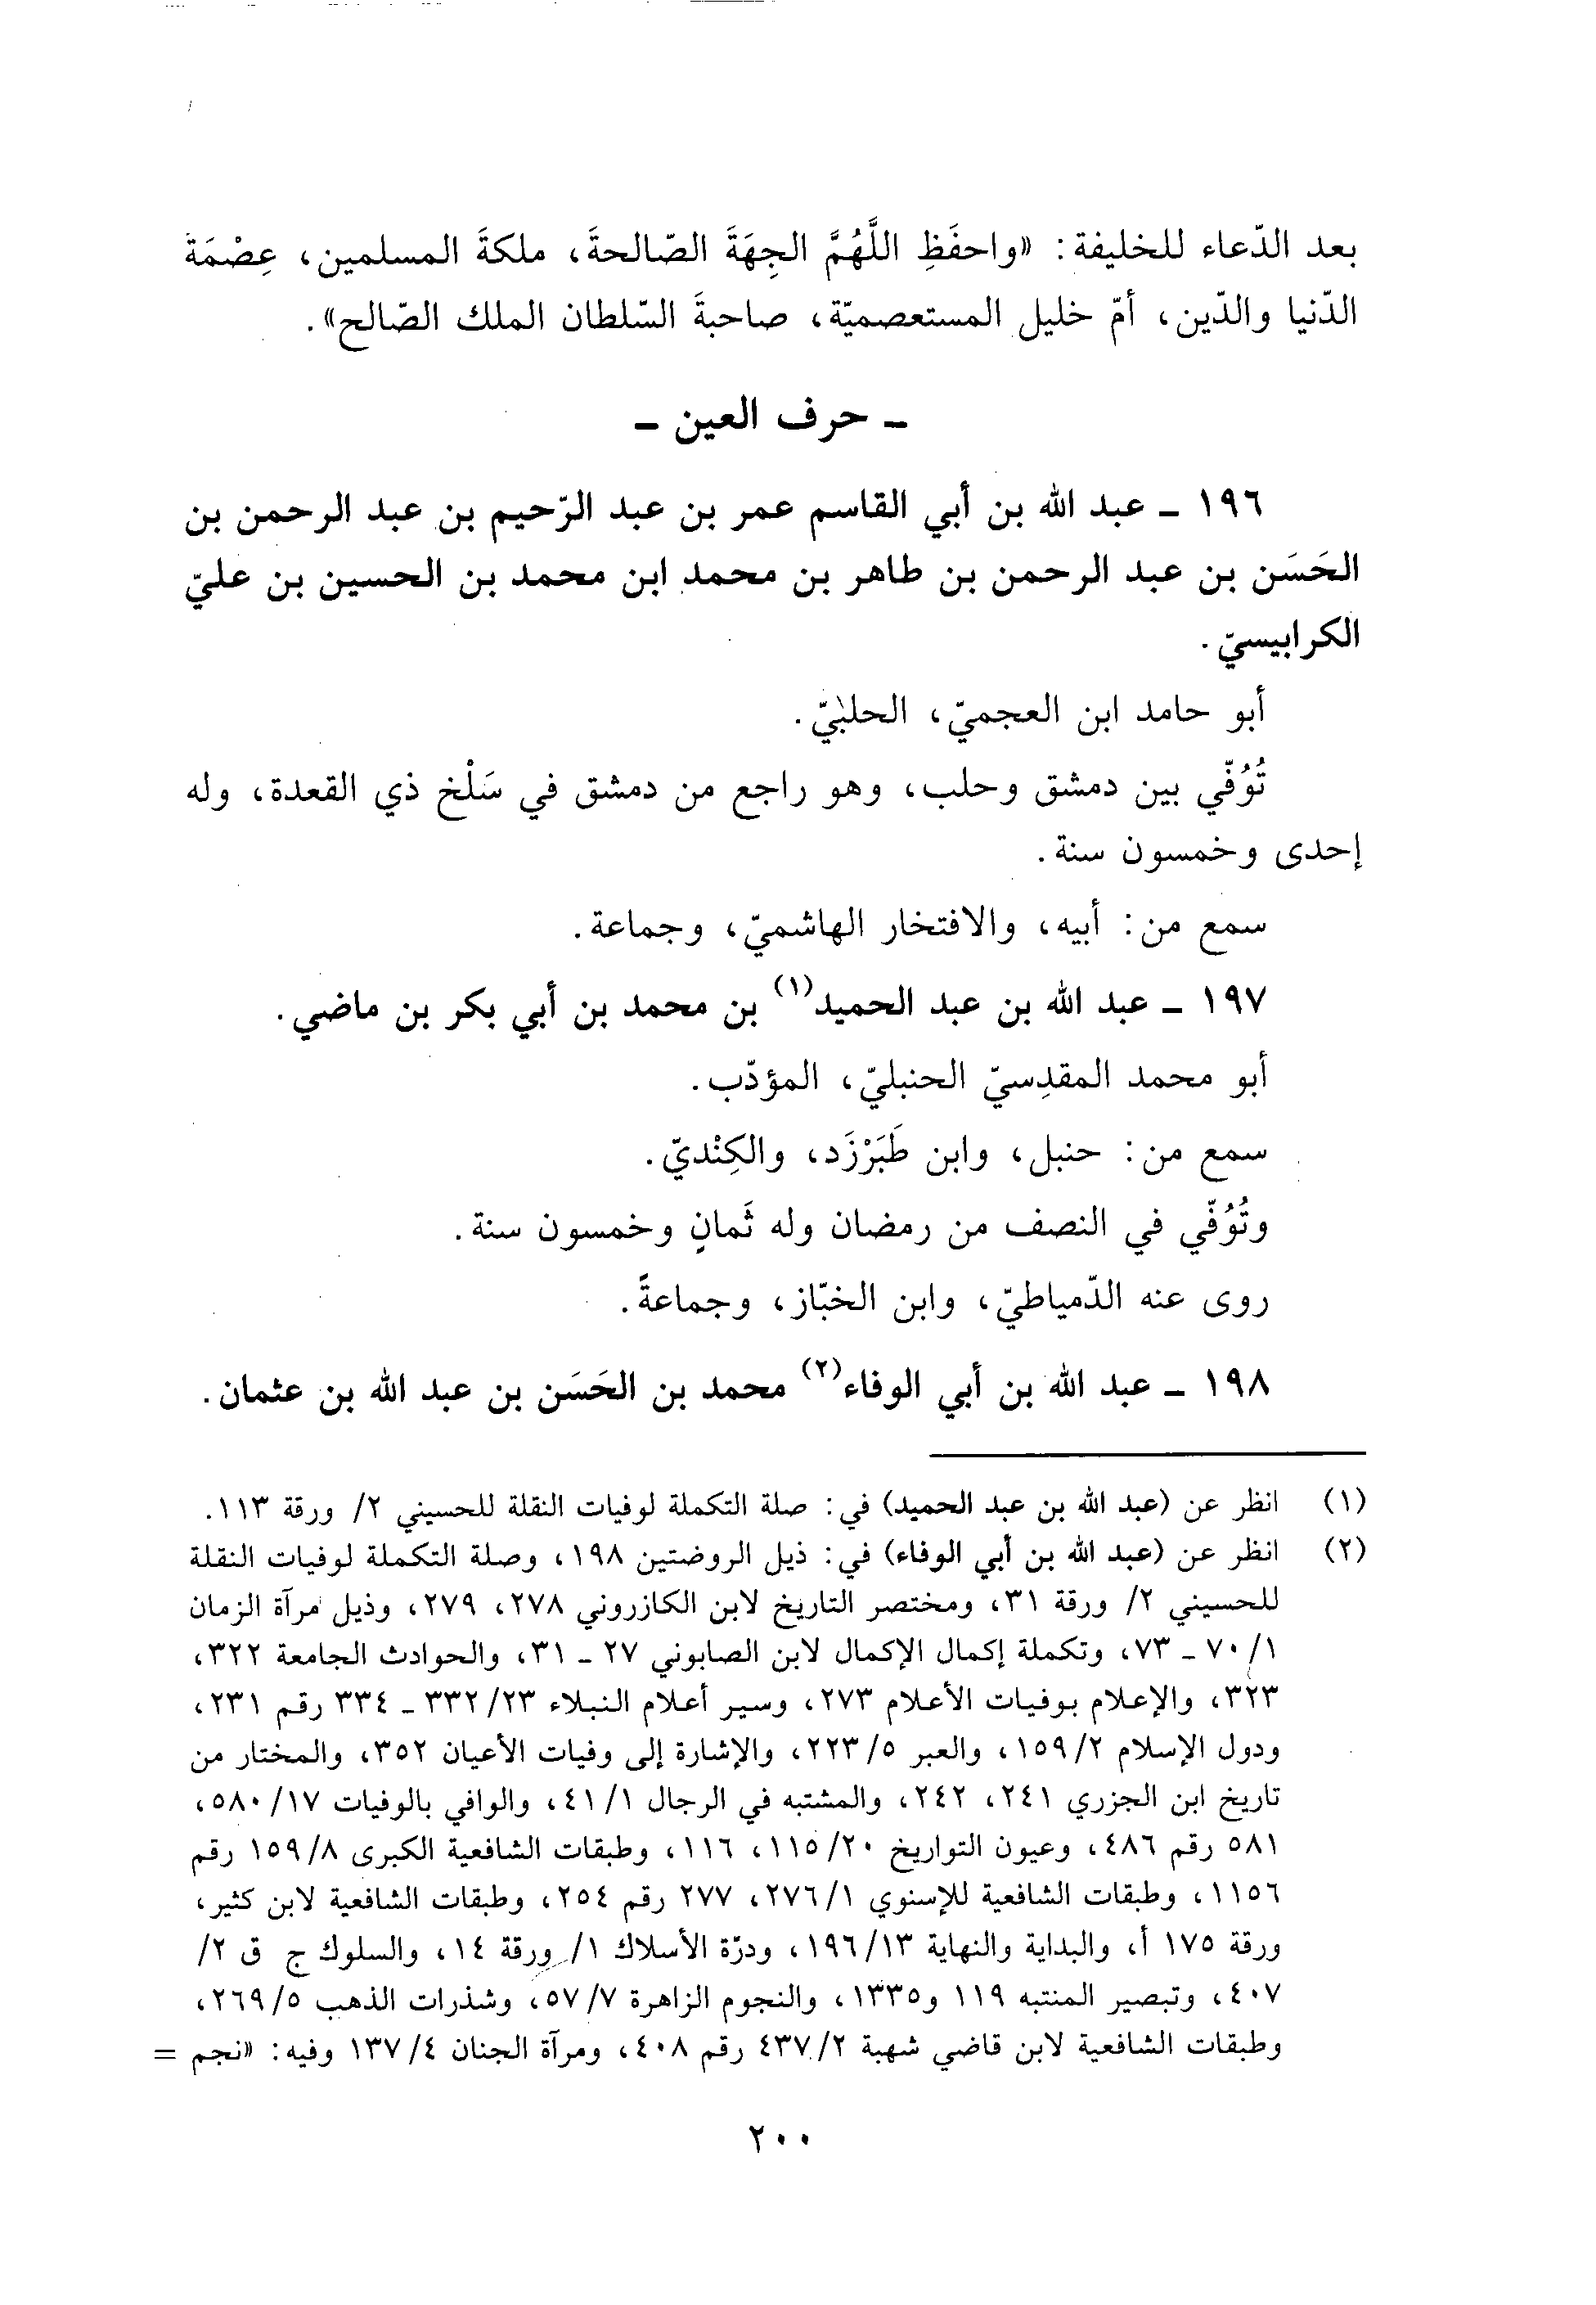 بعد الدّعاء للخليفة: «واحفَظِ اللَّهُمَّ الجِهَةَ الصّالحةَ، ملكةَ المسلمين، عِصْمَة
الدّنيا والدّين، أمّ خليل المستعصميّة، صاحبةَ السّلطان الملك الصّالح».
ـ حرف العين ـ
١٩٦ ـ عبد الله بن أبي القاسم عمر بن عبد الرّحيم بن عبد الرحمن بن
الحَسَن بن عبد الرحمن بن طاهر بن محمد ابن محمد بن الحسين بن عليّ
الكرابيسيّ.
أبو حامد ابن العجميّ، الحلبيّ.
تُوُفّي بين دمشق وحلب، وهو راجع من دمشق في سَلْخ ذي القعدة، وله
إحدى وخمسون سنة.
سمع من: أبيه، والافتخار الهاشميّ، وجماعة.
١٩٧ ـ عبد الله بن عبد الحميد(١) بن محمد بن أبي بكر بن ماضي.
أبو محمد المقدِسيّ الحنبليّ، المؤدّب.
سمع من: حنبل، وابن طَبَرْزَد، والكِنْديّ.
وتُوُفّي في النصف من رمضان وله ثَمانٍ وخمسون سنة.
روى عنه الدّمياطيّ، وابن الخبّاز، وجماعةً.
١٩٨ ـ عبد الله بن أبي الوفاء(٢) محمد بن الحَسَن بن عبد الله بن عثمان.
(١) انظر عن (عبد الله بن عبد الحميد) في: صلة التكملة لوفيات النقلة للحسيني ٢/ ورقة ١١٣.
(٢) انظر عن (عبد الله بن أبي الوفاء) في: ذيل الروضتين ١٩٨، وصلة التكملة لوفيات النقلة
للحسيني ٢/ ورقة ٣١، ومختصر التاريخ لابن الكازروني ٢٧٨، ٢٧٩، وذيل مرآة الزمان
١/ ٧٠ ـ ٧٣، وتكملة إكمال الإكمال لابن الصابوني ٢٧ ـ ٣١، والحوادث الجامعة ٣٢٢،
٣٢٣، والإعلام بوفيات الأعلام ٢٧٣، وسير أعلام النبلاء ٢٣/ ٣٣٢ ـ ٣٣٤ رقم ٢٣١،
ودول الإسلام ٢/ ١٥٩، والعبر ٥/ ٢٢٣، والإشارة إلى وفيات الأعيان ٣٥٢، والمختار من
تاريخ ابن الجزري ٢٤١، ٢٤٢، والمشتبه في الرجال ١/ ٤١، والوافي بالوفيات ١٧/ ٥٨٠،
٥٨١ رقم ٤٨٦، وعيون التواريخ ٢٠/ ١١٥، ١١٦، وطبقات الشافعية الكبرى ٨/ ١٥٩ رقم
١١٥٦، وطبقات الشافعية للإسنوي ١/ ٢٧٦، ٢٧٧ رقم ٢٥٤، وطبقات الشافعية لابن كثير،
ورقة ١٧٥ أ، والبداية والنهاية ١٣/ ١٩٦، ودرّة الأسلاك ١/ ورقة ١٤، والسلوك ج ق ٢/
٤٠٧، وتبصير المنتبه ١١٩ و١٣٣٥، والنجوم الزاهرة ٧/ ٥٧، وشذرات الذهب ٥/ ٢٦٩،
وطبقات الشافعية لابن قاضي شهبة ٢/ ٤٣٧ رقم ٤٠٨، ومرآة الجنان ٤/ ١٣٧ وفيه: «نجم =
٢٠٠